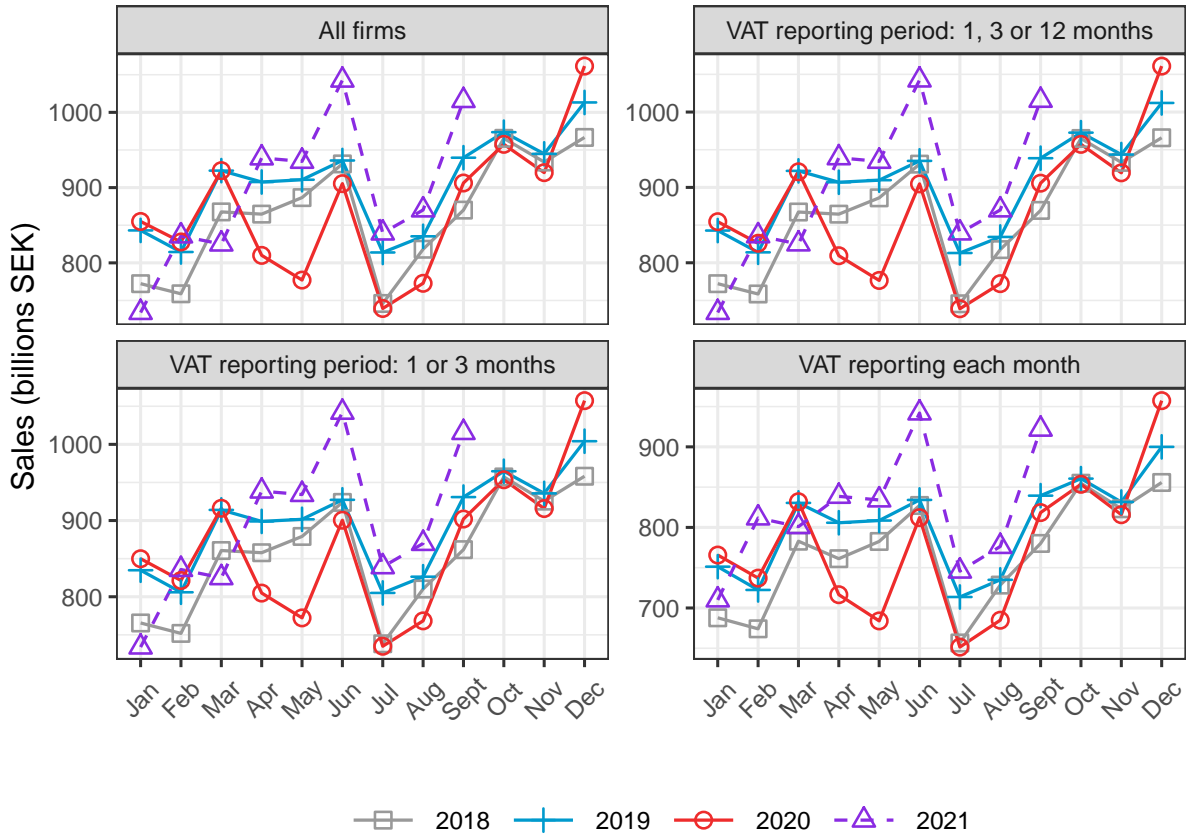 All firms
VAT reporting period: 1, 3 or 12 months
1000
900
800
1000
900
800
VAT reporting period: 1 or 3 months
VAT reporting each month
1000
900
800
900
800
700
Sales (billions SEK)
Jan Feb Mar Apr May Jun Jul Aug Sept Oct Nov Dec
Jan Feb Mar Apr May Jun Jul Aug Sept Oct Nov Dec
2018 2019 2020 2021